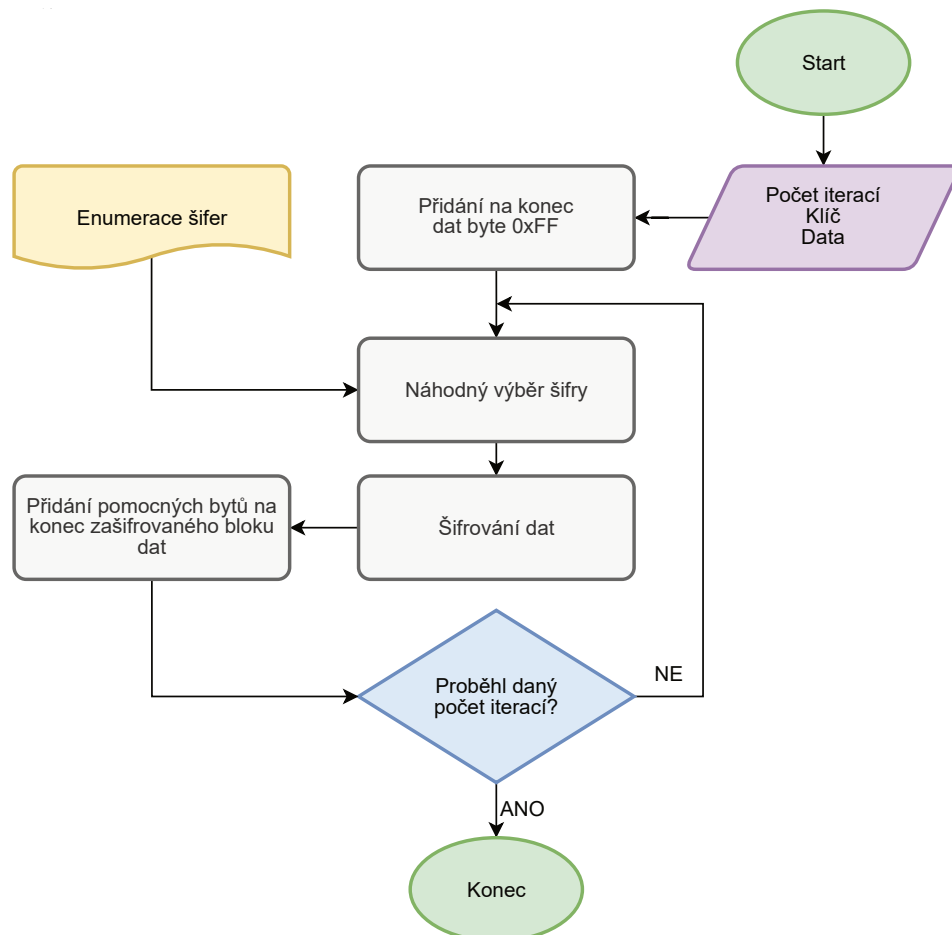 Start
Počet iterací
Klíč
Data
Přidání na konec
dat byte 0xFF
Enumerace šifer
Náhodný výběr šifry
Šifrování dat
Přidání pomocných bytů na
konec zašifrovaného bloku
dat
Proběhl daný
počet iterací?
NE
ANO
Konec